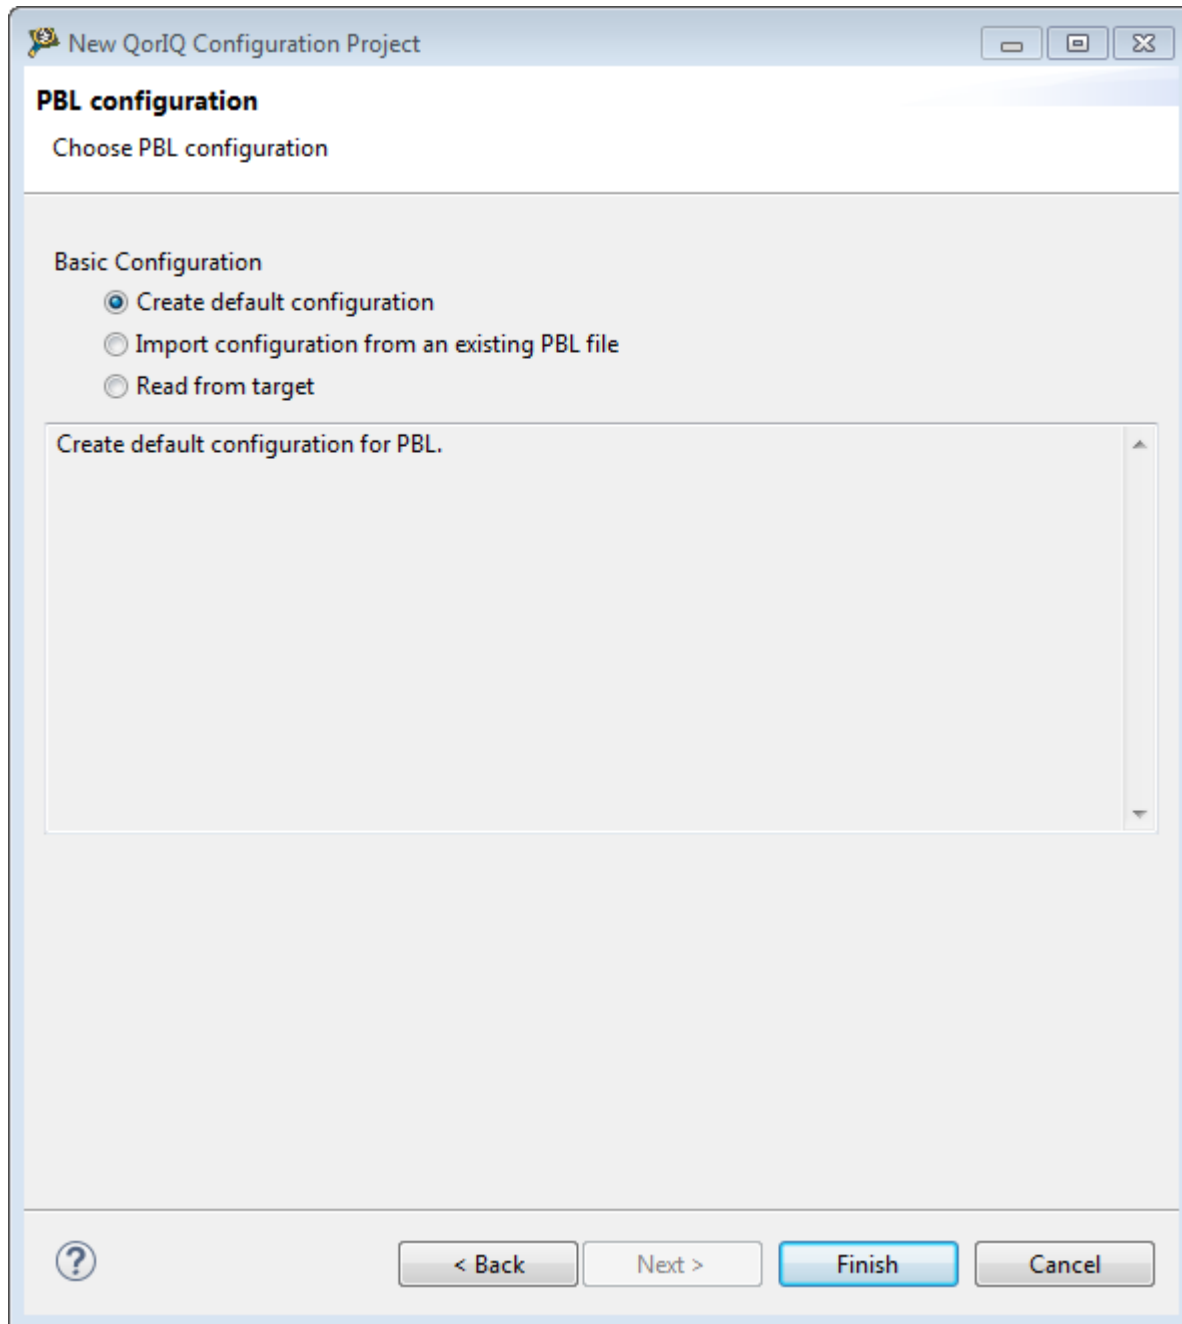 New QorIQ Configuration Project
PBL configuration
Choose PBL configuration
Basic Configuration
Create default configuration
Import configuration from an existing PBL file
Read from target
Create default configuration for PBL.
?
< Back Next > Finish Cancel